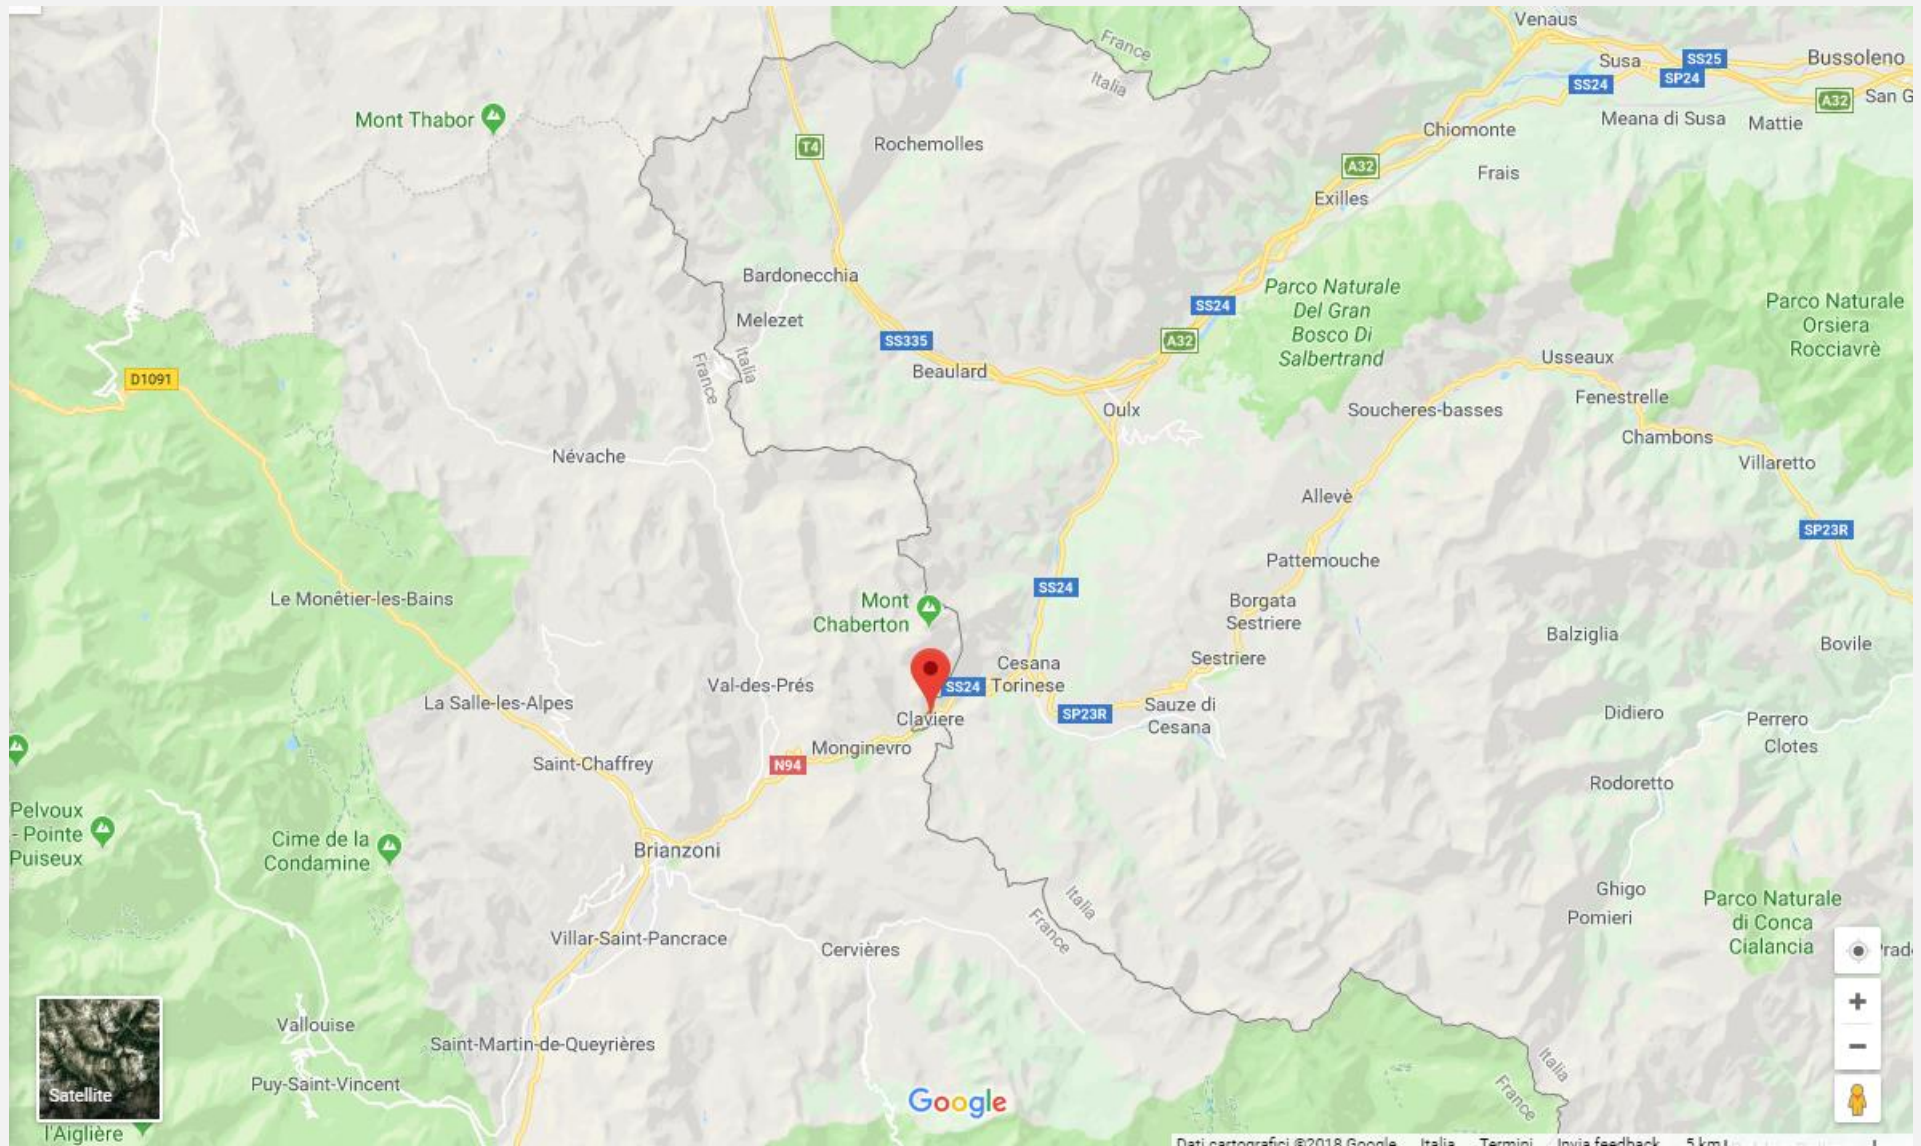 Venaus
France
Italia
Susa
SS25
Bussoleno
SS24
SP24
A32
San G
Mont Thabor
T4
Rochemolles
Chiomonte
Meana di Susa
Mattie
A32
Frais
Exilles
Bardonecchia
Parco Naturale
Del Gran
Bosco Di
Salbertrand
SS24
Parco Naturale
Orsiera
Rocciavrè
Melezet
SS335
A32
Italia
France
Beaulard
Usseaux
D1091
Fenestrelle
Oulx
Soucheres-basses
Chambons
Névache
Villaretto
Allevè
SP23R
Pattemouche
SS24
Le Monêtier-les-Bains
Mont
Chaberton
Borgata
Sestriere
Balziglia
Bovile
Cesana
Torinese
Sestriere
Val-des-Prés
SS24
La Salle-les-Alpes
Claviere
SP23R
Sauze di
Cesana
Didiero
Perrero
Clotes
Monginevro
Saint-Chaffrey
N94
Rodoretto
Pelvoux
- Pointe
Puiseux
Cime de la
Condamine
Brianzoni
Ghigo
Pomieri
Italia
France
Parco Naturale
di Conca
Cialancia
Villar-Saint-Pancrace
Cervières
Prad
Vallouise
Saint-Martin-de-Queyrières
Puy-Saint-Vincent
Italia
France
Satellite
Google
l'Aiglière
Dati cartografici ©2018 Google Italia Termini Invia feedback 5 km